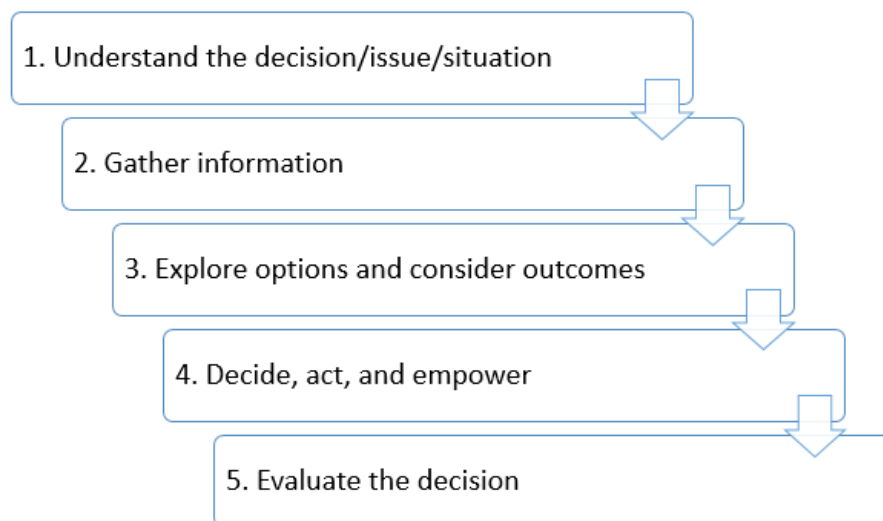 1. Understand the decision/issue/situation
2. Gather information
3. Explore options and consider outcomes
4. Decide, act, and empower
5. Evaluate the decision